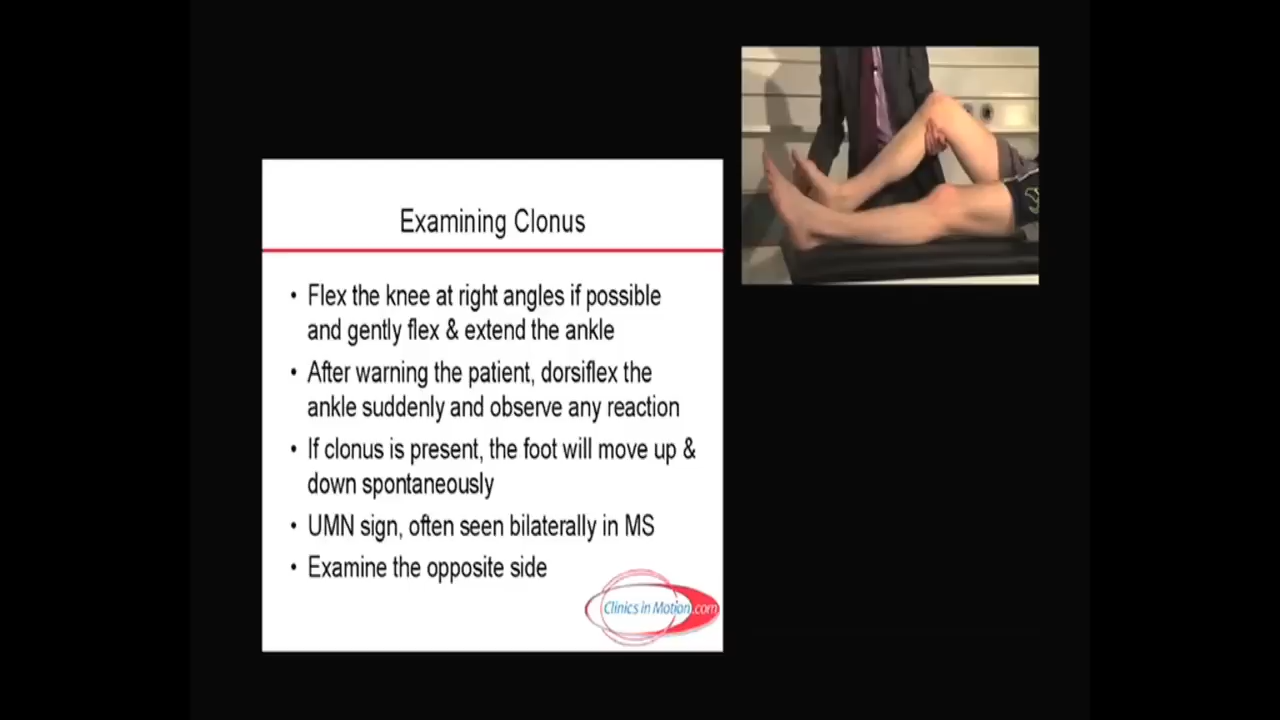 Examining Clonus
• Flex the knee at right angles if possible
and gently flex & extend the ankle
• After warning the patient, dorsiflex the
ankle suddenly and observe any reaction
• If clonus is present, the foot will move up &
down spontaneously
• UMN sign, often seen bilaterally in MS
• Examine the opposite side
Clinics in Motion.com